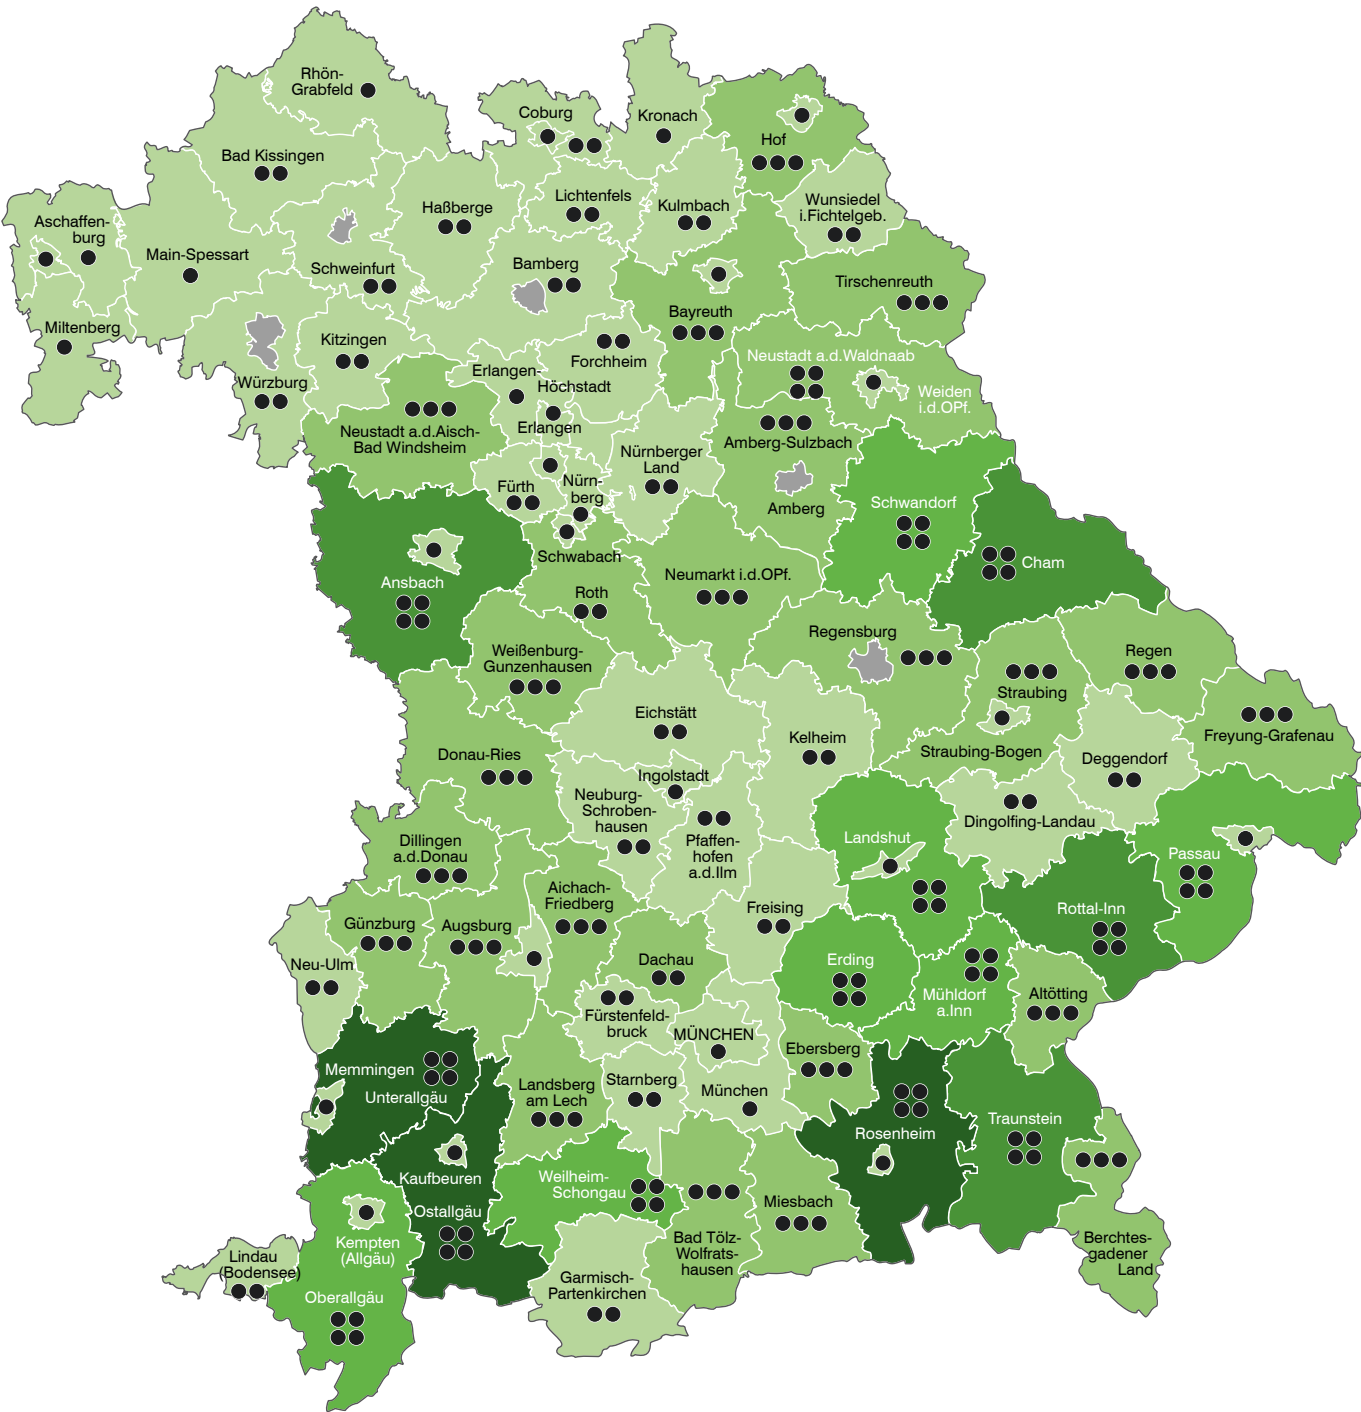 Rhön-
Grabfeld
Coburg
Kronach
Hof
Bad Kissingen
Lichtenfels
Kulmbach
Wunsiedel
i.Fichtelgeb.
Haßberge
Aschaffen-
burg
Main-Spessart
Schweinfurt
Bamberg
Tirschenreuth
Bayreuth
Miltenberg
Kitzingen
Forchheim
Neustadt a.d.Waldnaab
Erlangen-
Höchstadt
Würzburg
Weiden
i.d.OPf.
Erlangen
Neustadt a.d.Aisch-
Bad Windsheim
Amberg-Sulzbach
Nürnberger
Land
Fürth
Nürn-
berg
Schwandorf
Amberg
Schwabach
Cham
Ansbach
Neumarkt i.d.OPf.
Roth
Regensburg
Weißenburg-
Gunzenhausen
Regen
Straubing
Eichstätt
Kelheim
Freyung-Grafenau
Straubing-Bogen
Donau-Ries
Deggendorf
Ingolstadt
Neuburg-
Schroben-
hausen
Dingolfing-Landau
Dillingen
a.d.Donau
Pfaffen-
hofen
a.d.Ilm
Landshut
Passau
Aichach-
Friedberg
Freising
Rottal-Inn
Günzburg
Augsburg
Neu-Ulm
Dachau
Erding
Mühldorf
a.Inn
Altötting
Fürstenfeld-
bruck
MÜNCHEN
Ebersberg
Memmingen
Unterallgäu
Landsberg
am Lech
Starnberg
München
Traunstein
Rosenheim
Kaufbeuren
Weilheim-
Schongau
Ostallgäu
Miesbach
Kempten
(Allgäu)
Bad Tölz-
Wolfrats-
hausen
Berchtes-
gadener
Land
Lindau
(Bodensee)
Garmisch-
Partenkirchen
Oberallgäu